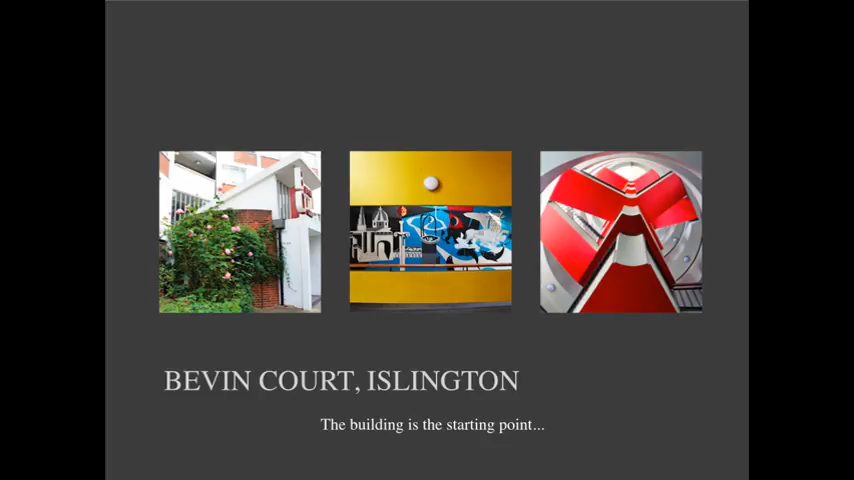 BEVIN COURT, ISLINGTON
The building is the starting point...